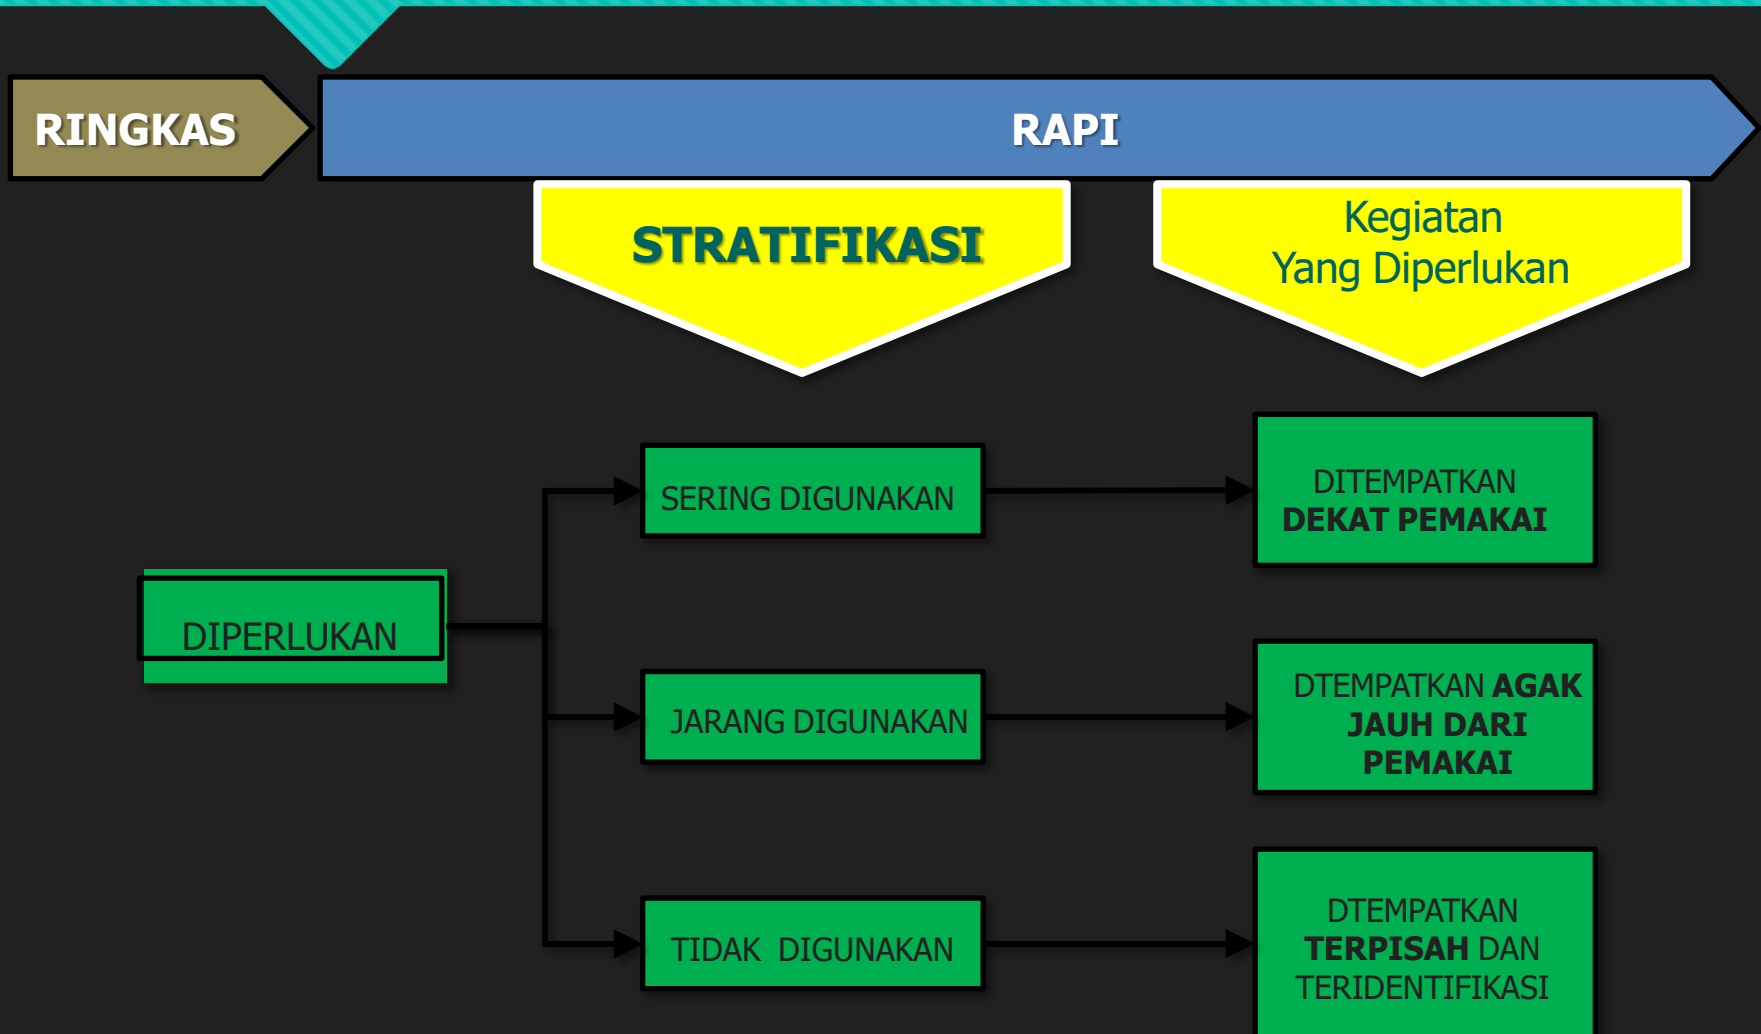 RINGKAS
RAPI
STRATIFIKASI
Kegiatan
Yang Diperlukan
DIPERLUKAN
SERING DIGUNAKAN
DITEMPATKAN
DEKAT PEMAKAI
JARANG DIGUNAKAN
DTEMPATKAN AGAK
JAUH DARI
PEMAKAI
TIDAK DIGUNAKAN
DTEMPATKAN
TERPISAH DAN
TERIDENTIFIKASI